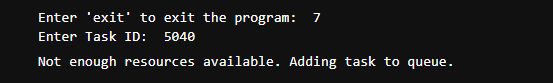 Enter 'exit' to exit the program:  7
Enter Task ID:  5040
Not enough resources available. Adding task to queue.